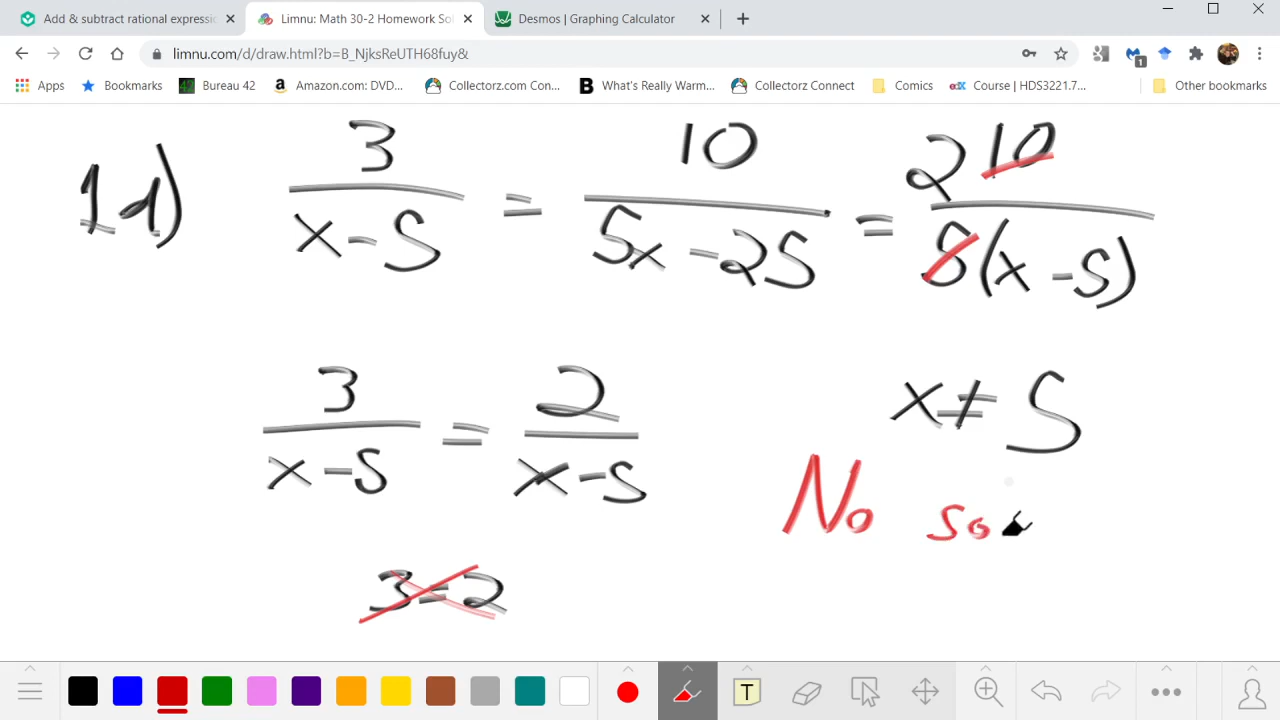 Add & subtract rational expressi
Limnu: Math 30-2 Homework Sol
Desmos | Graphing Calculator
limnu.com/d/draw.html?b=B_NjksReUTH68fuy&
Apps
Bookmarks
Bureau 42
Amazon.com: DVD...
Collectorz.com Con...
What's Really Warm...
Collectorz Connect
Comics
Course | HDS3221.7...
Other bookmarks
1d) 3/(x-5) = 10/(5x-25) = 2 10/8(x-5)
3/(x-5) = 2/(x-5)
x≠5
No so
3=2
T